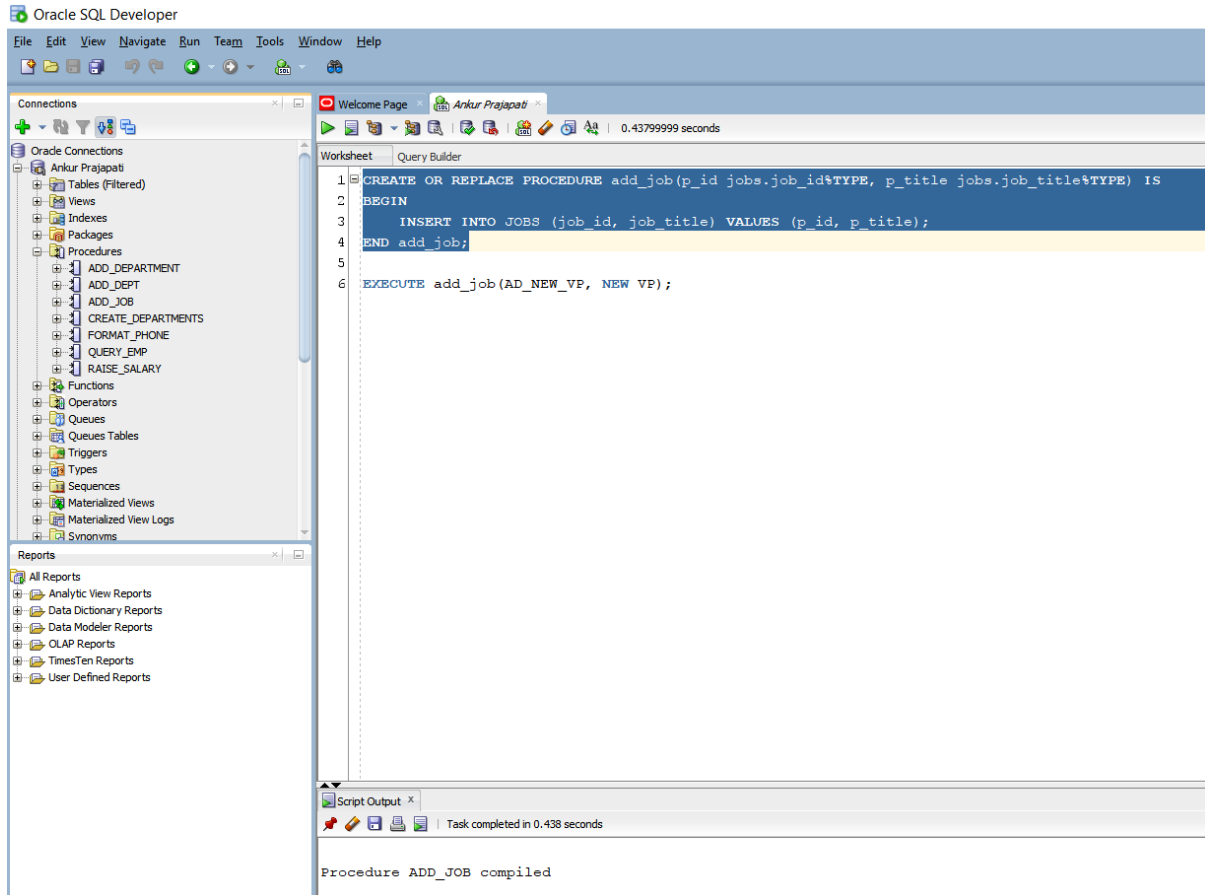 Oracle SQL Developer
File Edit View Navigate Run Team Tools Window Help
Connections
Oracle Connections
Ankur Prajapati
Tables (Filtered)
Views
Indexes
Packages
Procedures
ADD_DEPARTMENT
ADD_DEPT
ADD_JOB
CREATE_DEPARTMENTS
FORMAT_PHONE
QUERY_EMP
RAISE_SALARY
Functions
Operators
Queues
Queues Tables
Triggers
Types
Sequences
Materialized Views
Materialized View Logs
Synonyms
Reports
All Reports
Analytic View Reports
Data Dictionary Reports
Data Modeler Reports
OLAP Reports
TimesTen Reports
User Defined Reports
Welcome Page Ankur Prajapati
0.43799999 seconds
Worksheet Query Builder
1 CREATE OR REPLACE PROCEDURE add_job(p_id jobs.job_id%TYPE, p_title jobs.job_title%TYPE) IS
2 BEGIN
3 INSERT INTO JOBS (job_id, job_title) VALUES (p_id, p_title);
4 END add_job;
5
6 EXECUTE add_job(AD_NEW_VP, NEW VP);
Script Output
Task completed in 0.438 seconds
Procedure ADD_JOB compiled